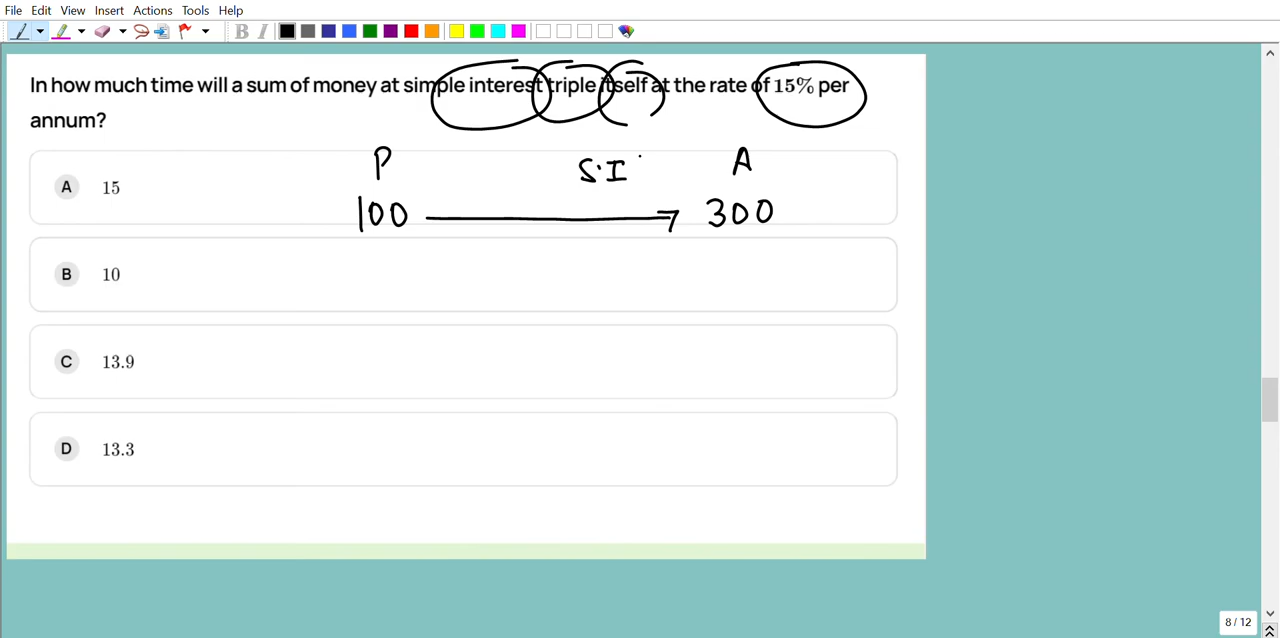 File Edit View Insert Actions Tools Help
B I
In how much time will a sum of money at simple interest triple itself at the rate of 15% per
annum?
P S.I A
A 15
100 300
B 10
C 13.9
D 13.3
8 / 12